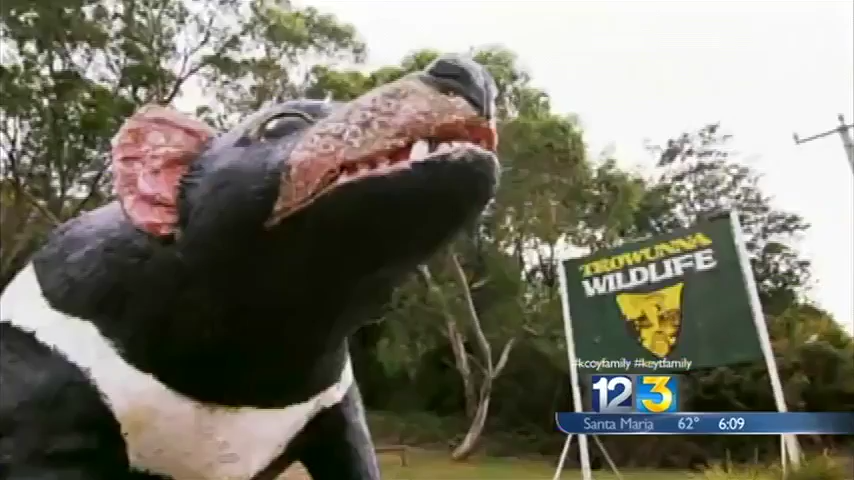 TROWUNNA
WILDLIFE
#kcoyfamily #keytfamily
12 3
Santa Maria 62° 6:09